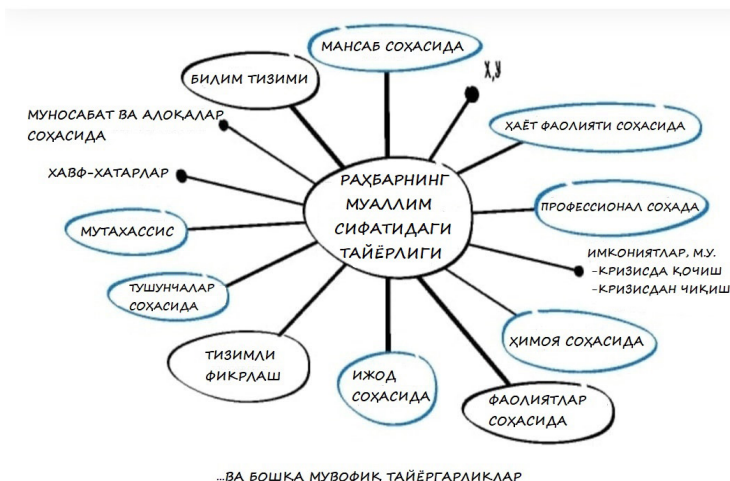 МАНСАБ СОҲАСИДА
БИЛИМ ТИЗИМИ
Х,У
МУНОСАБАТ ВА АЛОҚАЛАР
СОҲАСИДА
ҲАЁТ ФАОЛИЯТИ СОҲАСИДА
ХАВФ-ХАТАРЛАР
РАҲБАРНИНГ
МУАЛЛИМ
СИФАТИДАГИ
ТАЙЁРЛИГИ
ПРОФЕССИОНАЛ СОҲАДА
МУТАХАССИС
ИМКОНИЯТЛАР, М.У.
-КРИЗИСДА ҚОЧИШ
-КРИЗИСДАН ЧИҚИШ
ТУШУНЧАЛАР
СОҲАСИДА
ҲИМОЯ СОҲАСИДА
ТИЗИМЛИ
ФИКРЛАШ
ИЖОД
СОҲАСИДА
ФАОЛИЯТЛАР
СОҲАСИДА
...ВА БОШҚА МУВОФИҚ ТАЙЁРГАРЛИКЛАР